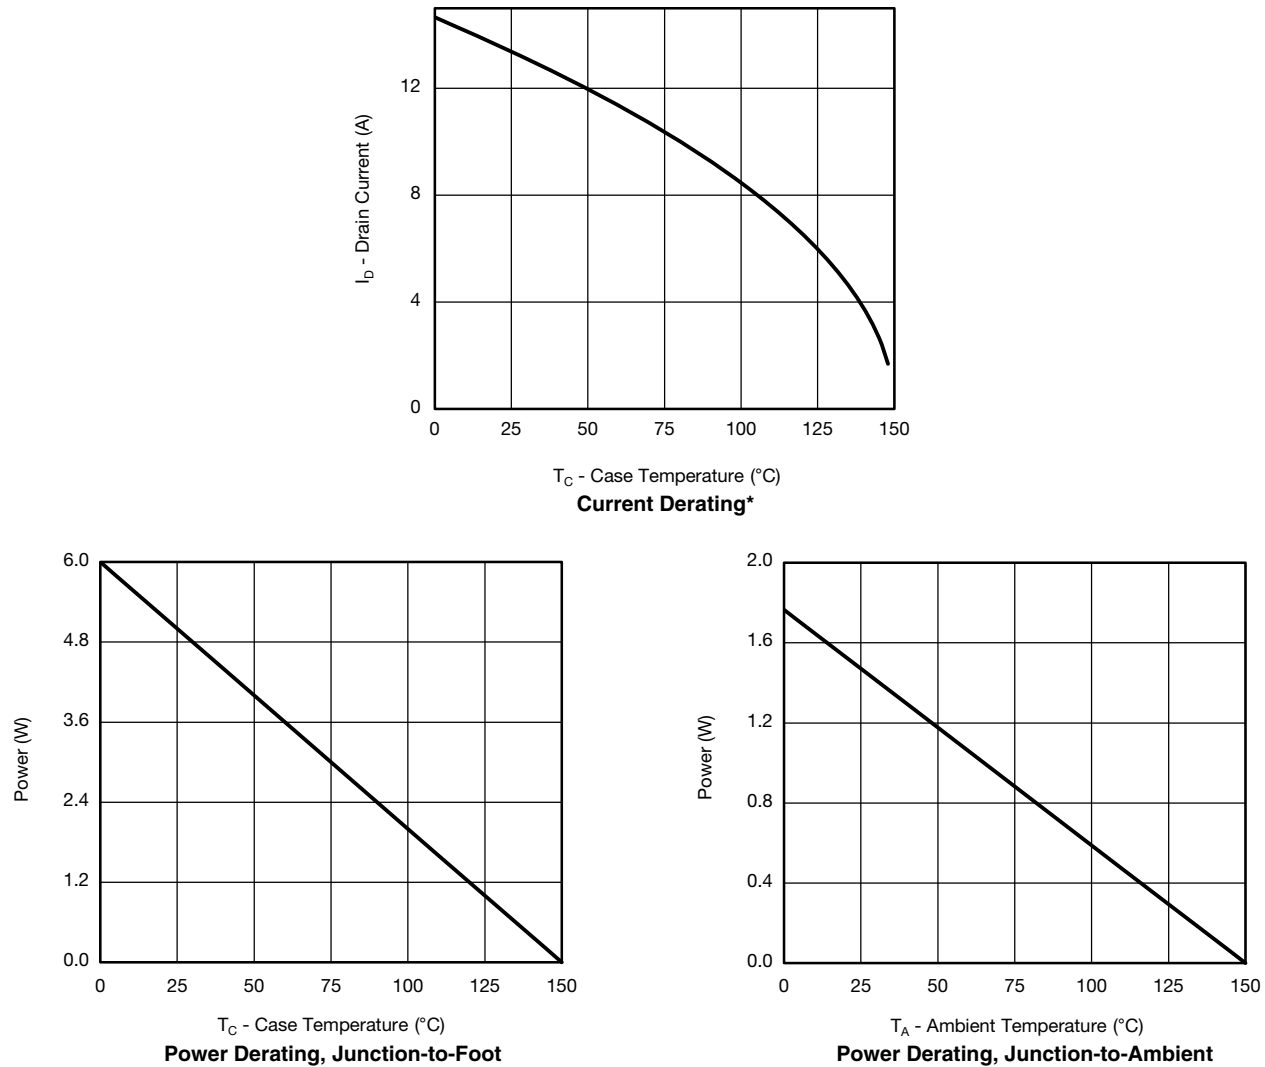 12
8
4
0
I_D - Drain Current (A)
0 25 50 75 100 125 150
T_C - Case Temperature (°C)
Current Derating*
6.0
4.8
3.6
2.4
1.2
0.0
Power (W)
0 25 50 75 100 125 150
T_C - Case Temperature (°C)
Power Derating, Junction-to-Foot
2.0
1.6
1.2
0.8
0.4
0.0
Power (W)
0 25 50 75 100 125 150
T_A - Ambient Temperature (°C)
Power Derating, Junction-to-Ambient